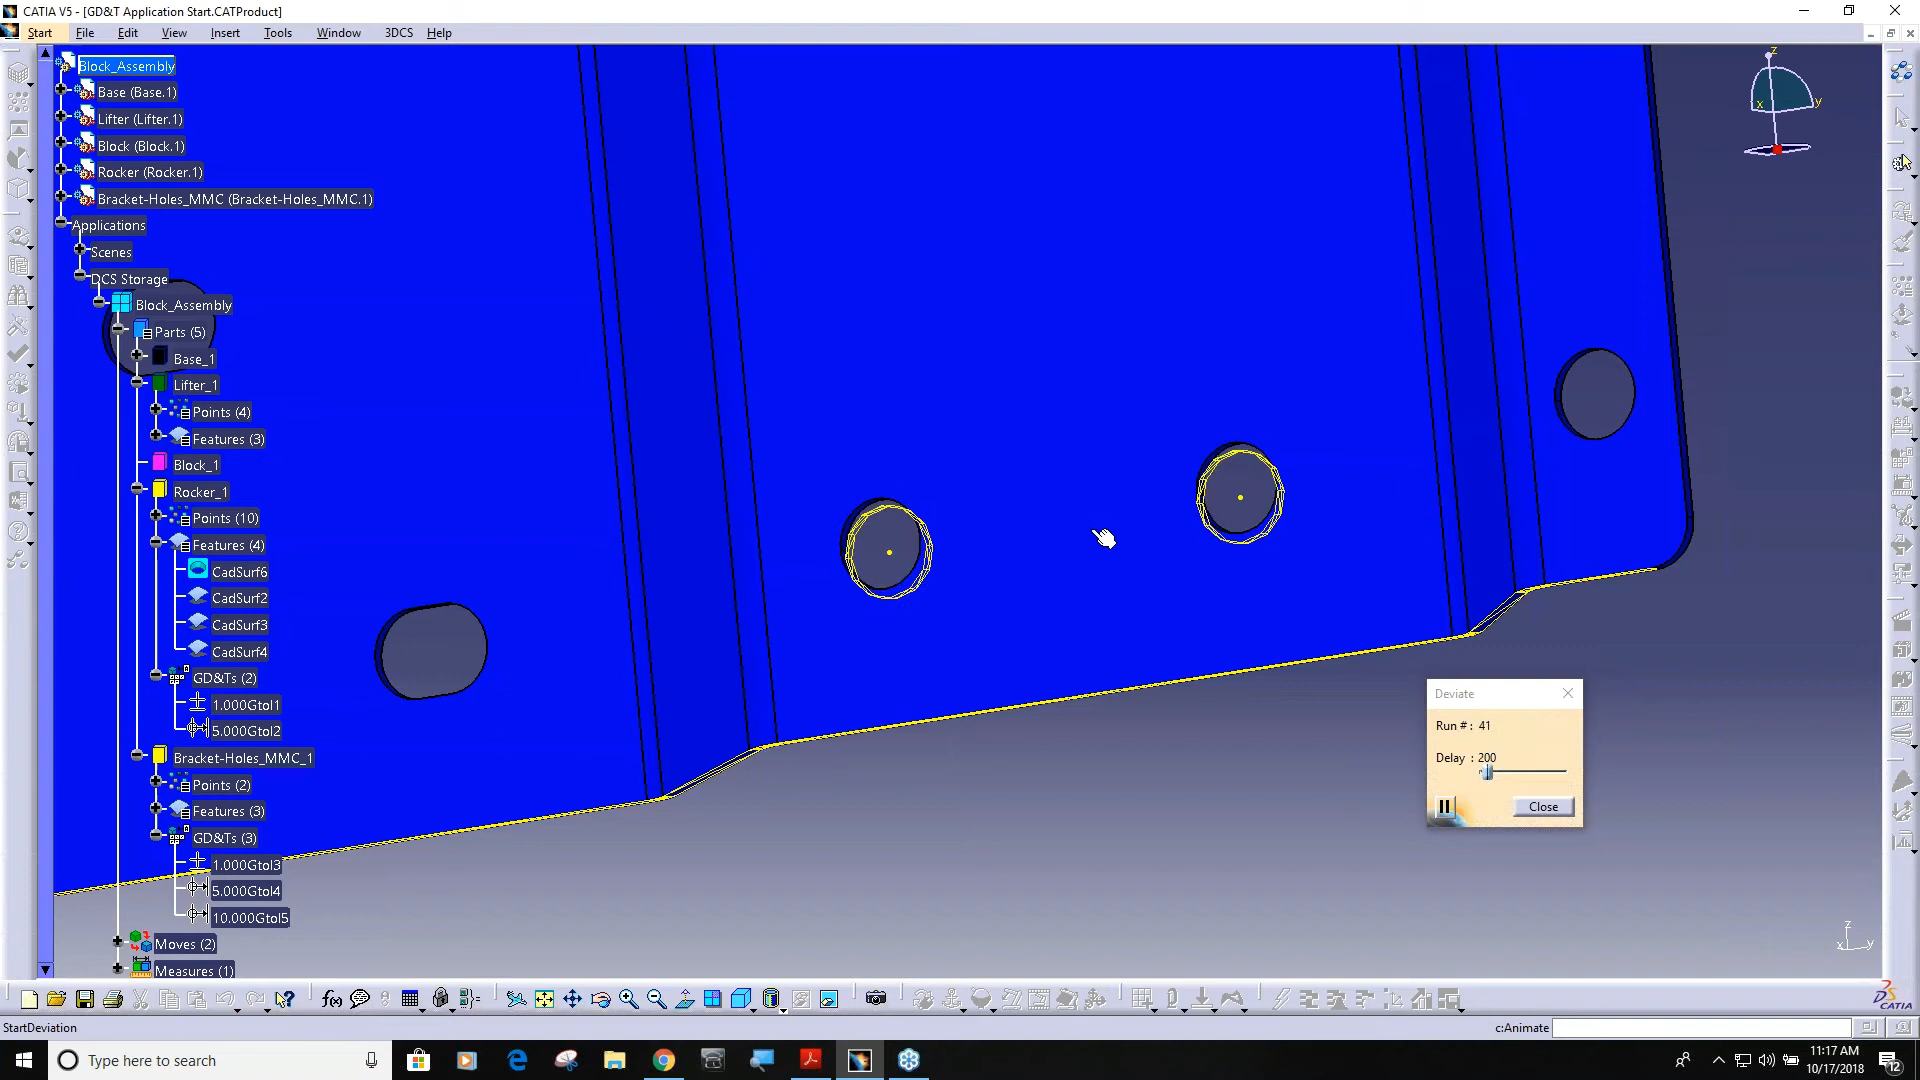 CATIA V5 - [GD&T Application Start.CATProduct]
Start File Edit View Insert Tools Window 3DCS Help
Block_Assembly
Base (Base.1)
Lifter (Lifter.1)
Block (Block.1)
Rocker (Rocker.1)
Bracket-Holes_MMC (Bracket-Holes_MMC.1)
Applications
Scenes
DCS Storage
Block_Assembly
Parts (5)
Base_1
Lifter_1
Points (4)
Features (3)
Block_1
Rocker_1
Points (10)
Features (4)
CadSurf6
CadSurf2
CadSurf3
CadSurf4
GD&Ts (2)
1.000Gtol1
5.000Gtol2
Bracket-Holes_MMC_1
Points (2)
Features (3)
GD&Ts (3)
1.000Gtol3
5.000Gtol4
10.000Gtol5
Moves (2)
Measures (1)
z
x y
Deviate
Run # : 41
Delay : 200
Close
z
x y
f(x)
CATIA
StartDeviation
c:Animate
Type here to search
11:17 AM
10/17/2018
12